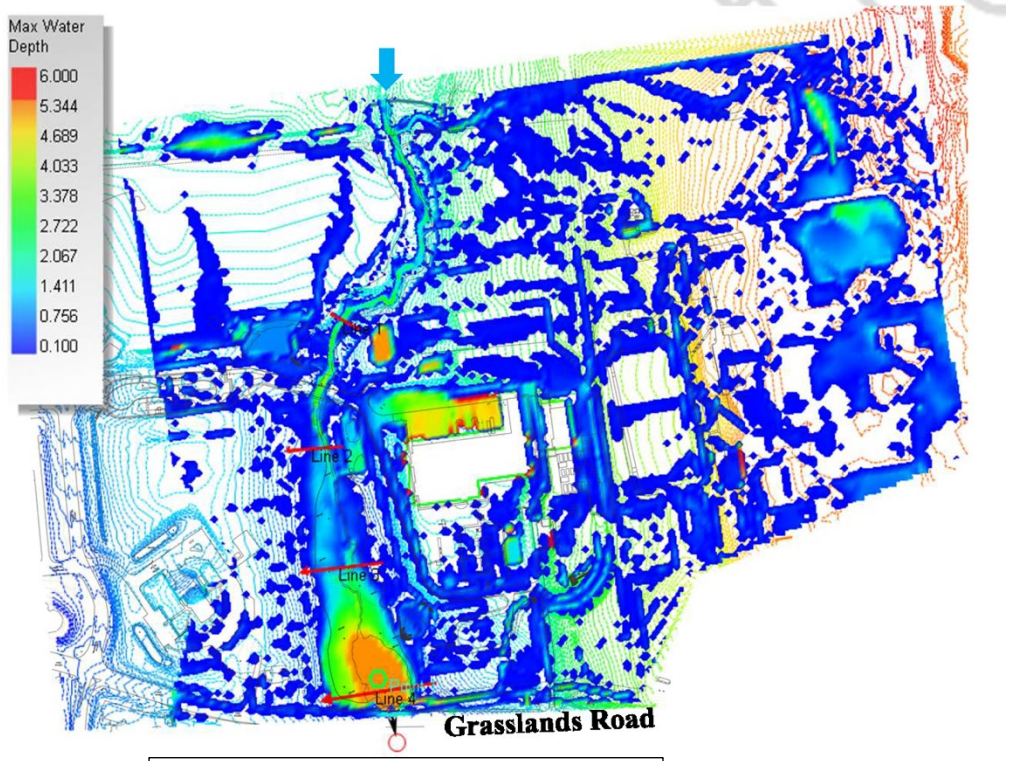 Max Water
Depth
6.000
5.344
4.689
4.033
3.378
2.722
2.067
1.411
0.756
0.100
Line 2
Line 3
Line 4
Grasslands Road